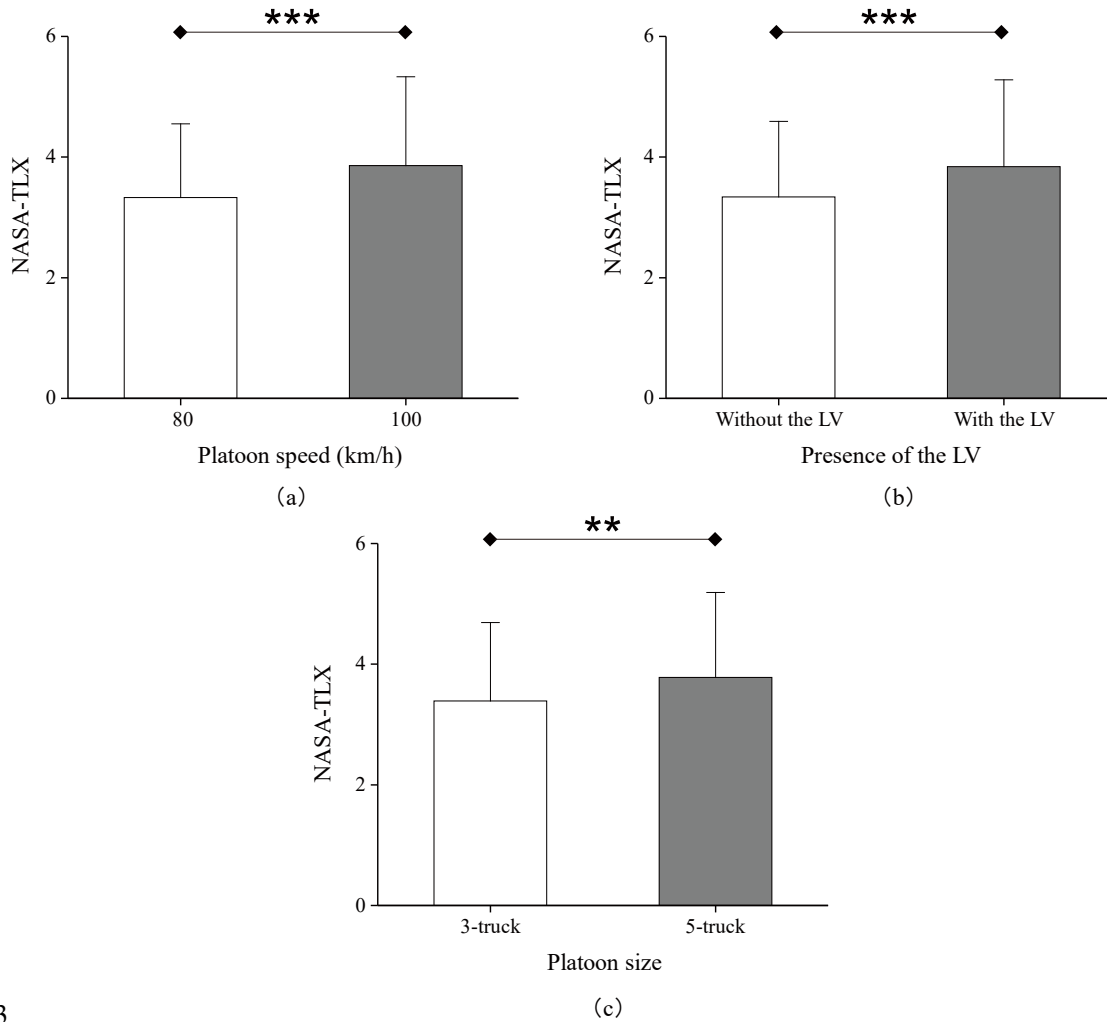 ***
6
4
2
0
NASA-TLX
80
100
Platoon speed (km/h)
（a）
***
6
4
2
0
NASA-TLX
Without the LV
With the LV
Presence of the LV
（b）
**
6
4
2
0
NASA-TLX
3-truck
5-truck
Platoon size
（c）